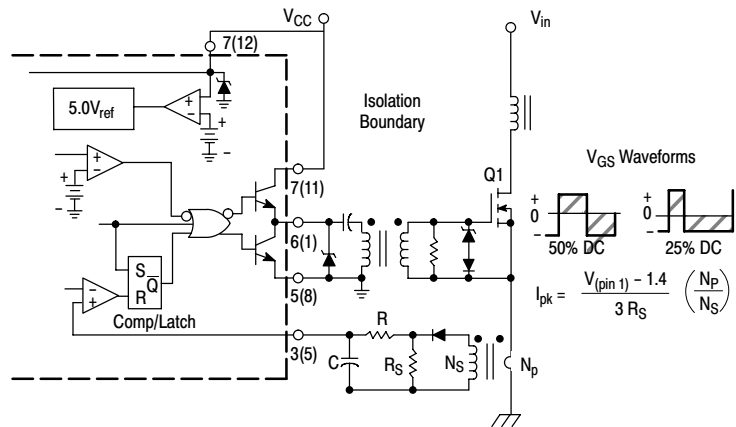 V_CC
7(12)
V_in
5.0V_ref
Isolation
Boundary
+
–
+
–
+
–
+
–
7(11)
Q1
V_GS Waveforms
+
0
–
50% DC
+
0
–
25% DC
6(1)
5(8)
S
Q̅
R
–
+
Comp/Latch
I_pk = V_(pin 1) – 1.4 / 3 R_S (N_P / N_S)
3(5)
R
C
R_S
N_S
N_p